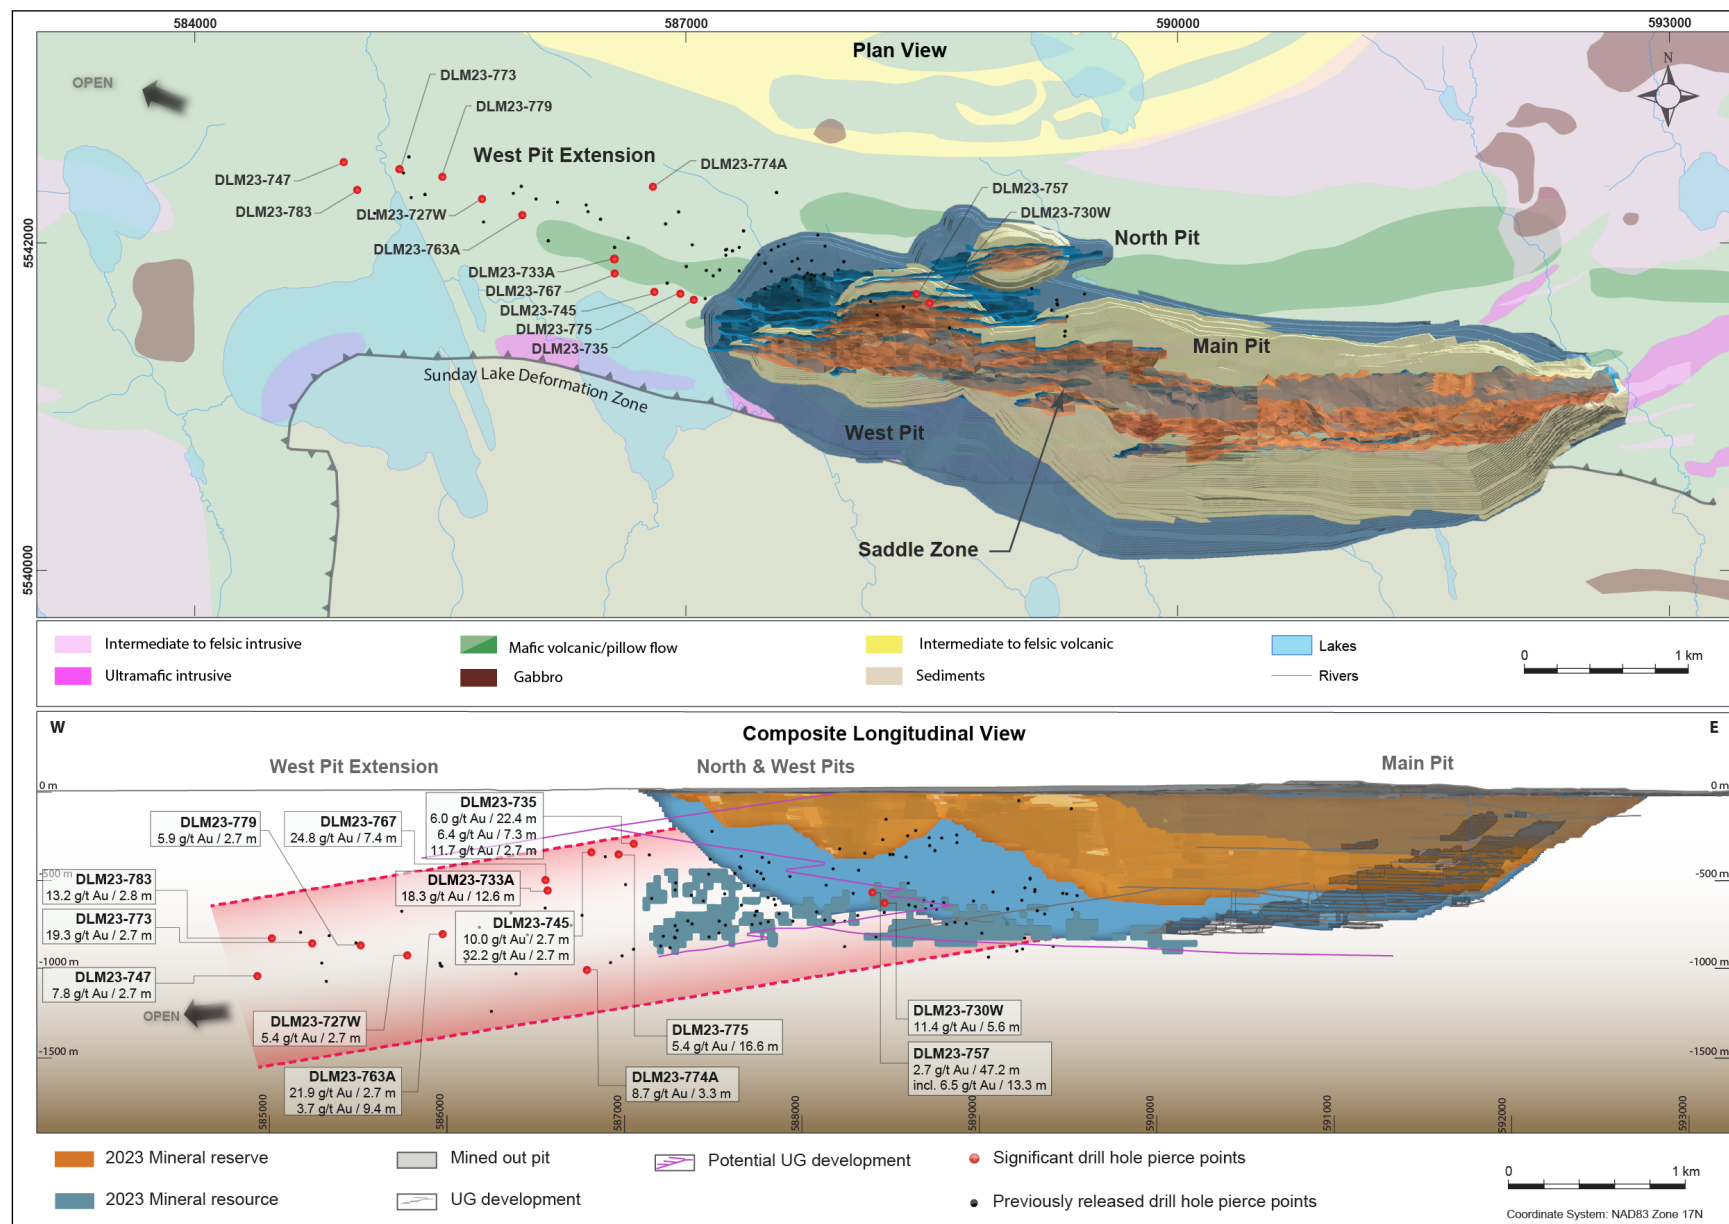 584000
587000
590000
593000
Plan View
N
OPEN
DLM23-773
DLM23-779
West Pit Extension
DLM23-774A
DLM23-747
DLM23-757
DLM23-783
DLM23-727W
DLM23-730W
5542000
DLM23-763A
North Pit
DLM23-733A
DLM23-767
DLM23-745
DLM23-775
DLM23-735
Main Pit
Sunday Lake Deformation Zone
West Pit
Saddle Zone
5540000
Intermediate to felsic intrusive
Mafic volcanic/pillow flow
Intermediate to felsic volcanic
Lakes
Ultramafic intrusive
Gabbro
Sediments
Rivers
0
1 km
W
E
Composite Longitudinal View
West Pit Extension
North & West Pits
Main Pit
0 m
0 m
DLM23-735
6.0 g/t Au / 22.4 m
6.4 g/t Au / 7.3 m
11.7 g/t Au / 2.7 m
DLM23-779
5.9 g/t Au / 2.7 m
DLM23-767
24.8 g/t Au / 7.4 m
-500 m
-500 m
DLM23-783
13.2 g/t Au / 2.8 m
DLM23-733A
18.3 g/t Au / 12.6 m
DLM23-773
19.3 g/t Au / 2.7 m
DLM23-745
10.0 g/t Au / 2.7 m
32.2 g/t Au / 2.7 m
-1000 m
-1000 m
DLM23-747
7.8 g/t Au / 2.7 m
OPEN
DLM23-727W
5.4 g/t Au / 2.7 m
DLM23-775
5.4 g/t Au / 16.6 m
DLM23-730W
11.4 g/t Au / 5.6 m
-1500 m
-1500 m
DLM23-757
2.7 g/t Au / 47.2 m
incl. 6.5 g/t Au / 13.3 m
DLM23-763A
21.9 g/t Au / 2.7 m
3.7 g/t Au / 9.4 m
DLM23-774A
8.7 g/t Au / 3.3 m
585000
586000
587000
588000
589000
590000
591000
592000
593000
2023 Mineral reserve
Mined out pit
Potential UG development
Significant drill hole pierce points
2023 Mineral resource
UG development
Previously released drill hole pierce points
0
1 km
Coordinate System: NAD83 Zone 17N